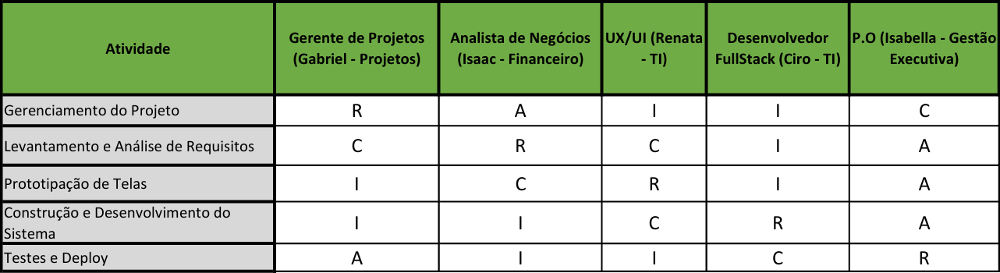 Atividade
Gerente de Projetos
(Gabriel - Projetos)
Analista de Negócios
(Isaac - Financeiro)
UX/UI (Renata
- TI)
Desenvolvedor
FullStack (Ciro - TI)
P.O (Isabella - Gestão
Executiva)
Gerenciamento do Projeto
R
A
I
I
C
Levantamento e Análise de Requisitos
C
R
C
I
A
Prototipação de Telas
I
C
R
I
A
Construção e Desenvolvimento do
Sistema
I
I
C
R
A
Testes e Deploy
A
I
I
C
R